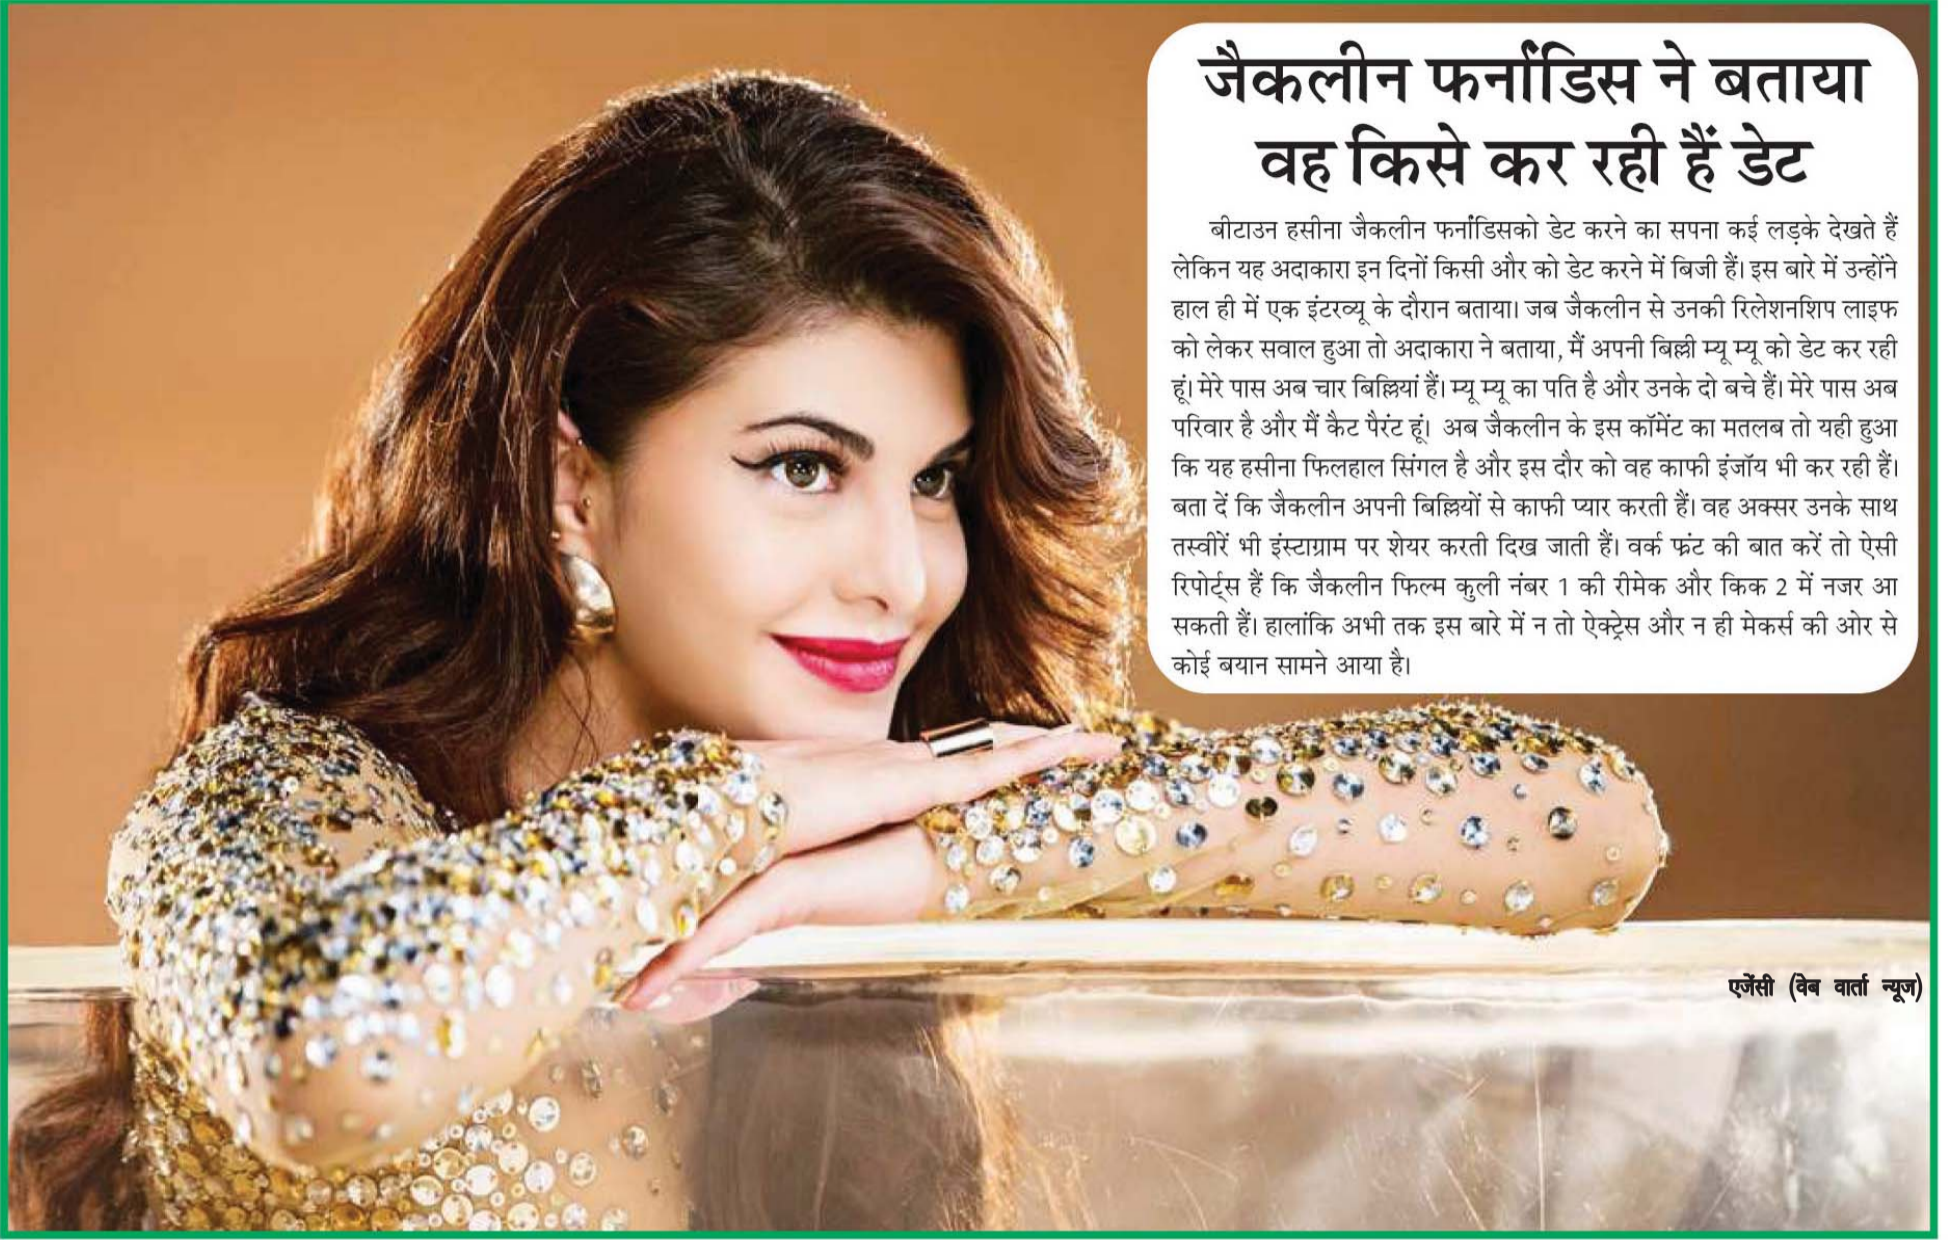 जैकलीन फर्नांडिस ने बताया
वह किसे कर रही हैं डेट
बीटाउन हसीना जैकलीन फर्नांडिसको डेट करने का सपना कई लड़के देखते हैं
लेकिन यह अदाकारा इन दिनों किसी और को डेट करने में बिजी हैं। इस बारे में उन्होंने
हाल ही में एक इंटरव्यू के दौरान बताया। जब जैकलीन से उनकी रिलेशनशिप लाइफ
को लेकर सवाल हुआ तो अदाकारा ने बताया, मैं अपनी बिल्ली म्यू म्यू को डेट कर रही
हूं। मेरे पास अब चार बिल्लियां हैं। म्यू म्यू का पति है और उनके दो बचे हैं। मेरे पास अब
परिवार है और मैं कैट पैरंट हूं। अब जैकलीन के इस कॉमेंट का मतलब तो यही हुआ
कि यह हसीना फिलहाल सिंगल है और इस दौर को वह काफी इंजॉय भी कर रही हैं।
बता दें कि जैकलीन अपनी बिल्लियों से काफी प्यार करती हैं। वह अक्सर उनके साथ
तस्वीरें भी इंस्टाग्राम पर शेयर करती दिख जाती हैं। वर्क फ्रंट की बात करें तो ऐसी
रिपोर्ट्स हैं कि जैकलीन फिल्म कुली नंबर 1 की रीमेक और किक 2 में नजर आ
सकती हैं। हालांकि अभी तक इस बारे में न तो ऐक्ट्रेस और न ही मेकर्स की ओर से
कोई बयान सामने आया है।
एजेंसी (वेब वार्ता न्यूज)